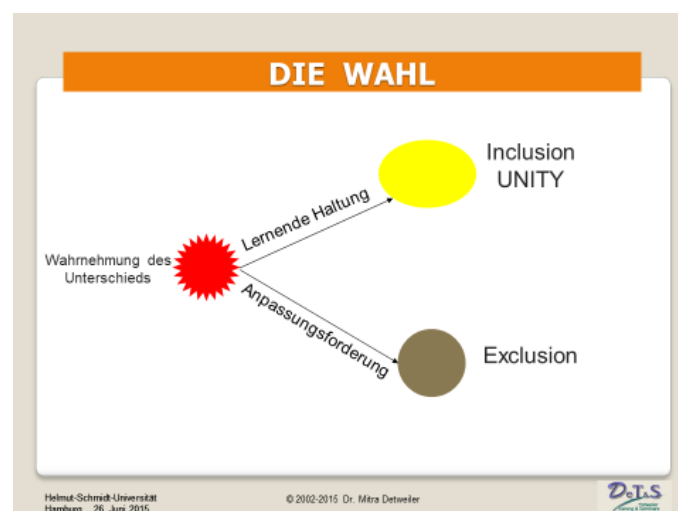 DIE WAHL
Inclusion
UNITY
Lernende Haltung
Wahrnehmung des
Unterschieds
Anpassungsforderung
Exclusion
Helmut-Schmidt-Universität
Hamburg 26. Juni 2015
© 2002-2015 Dr. Mitra Detweiler
DeTaS